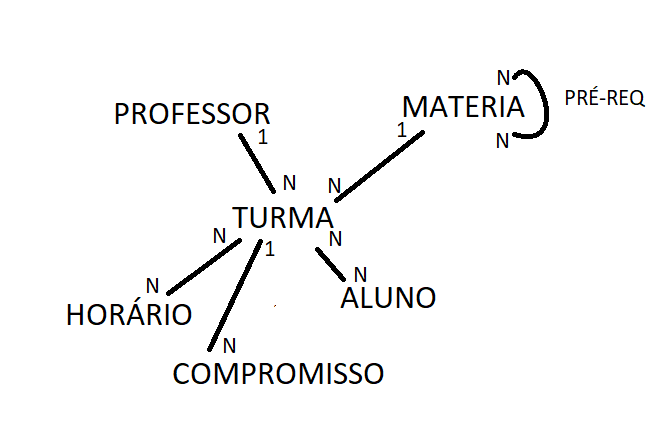 N
PRÉ-REQ
MATERIA
PROFESSOR
1
1
N
N
N
TURMA
N
1
N
N
N
ALUNO
HORÁRIO
N
COMPROMISSO